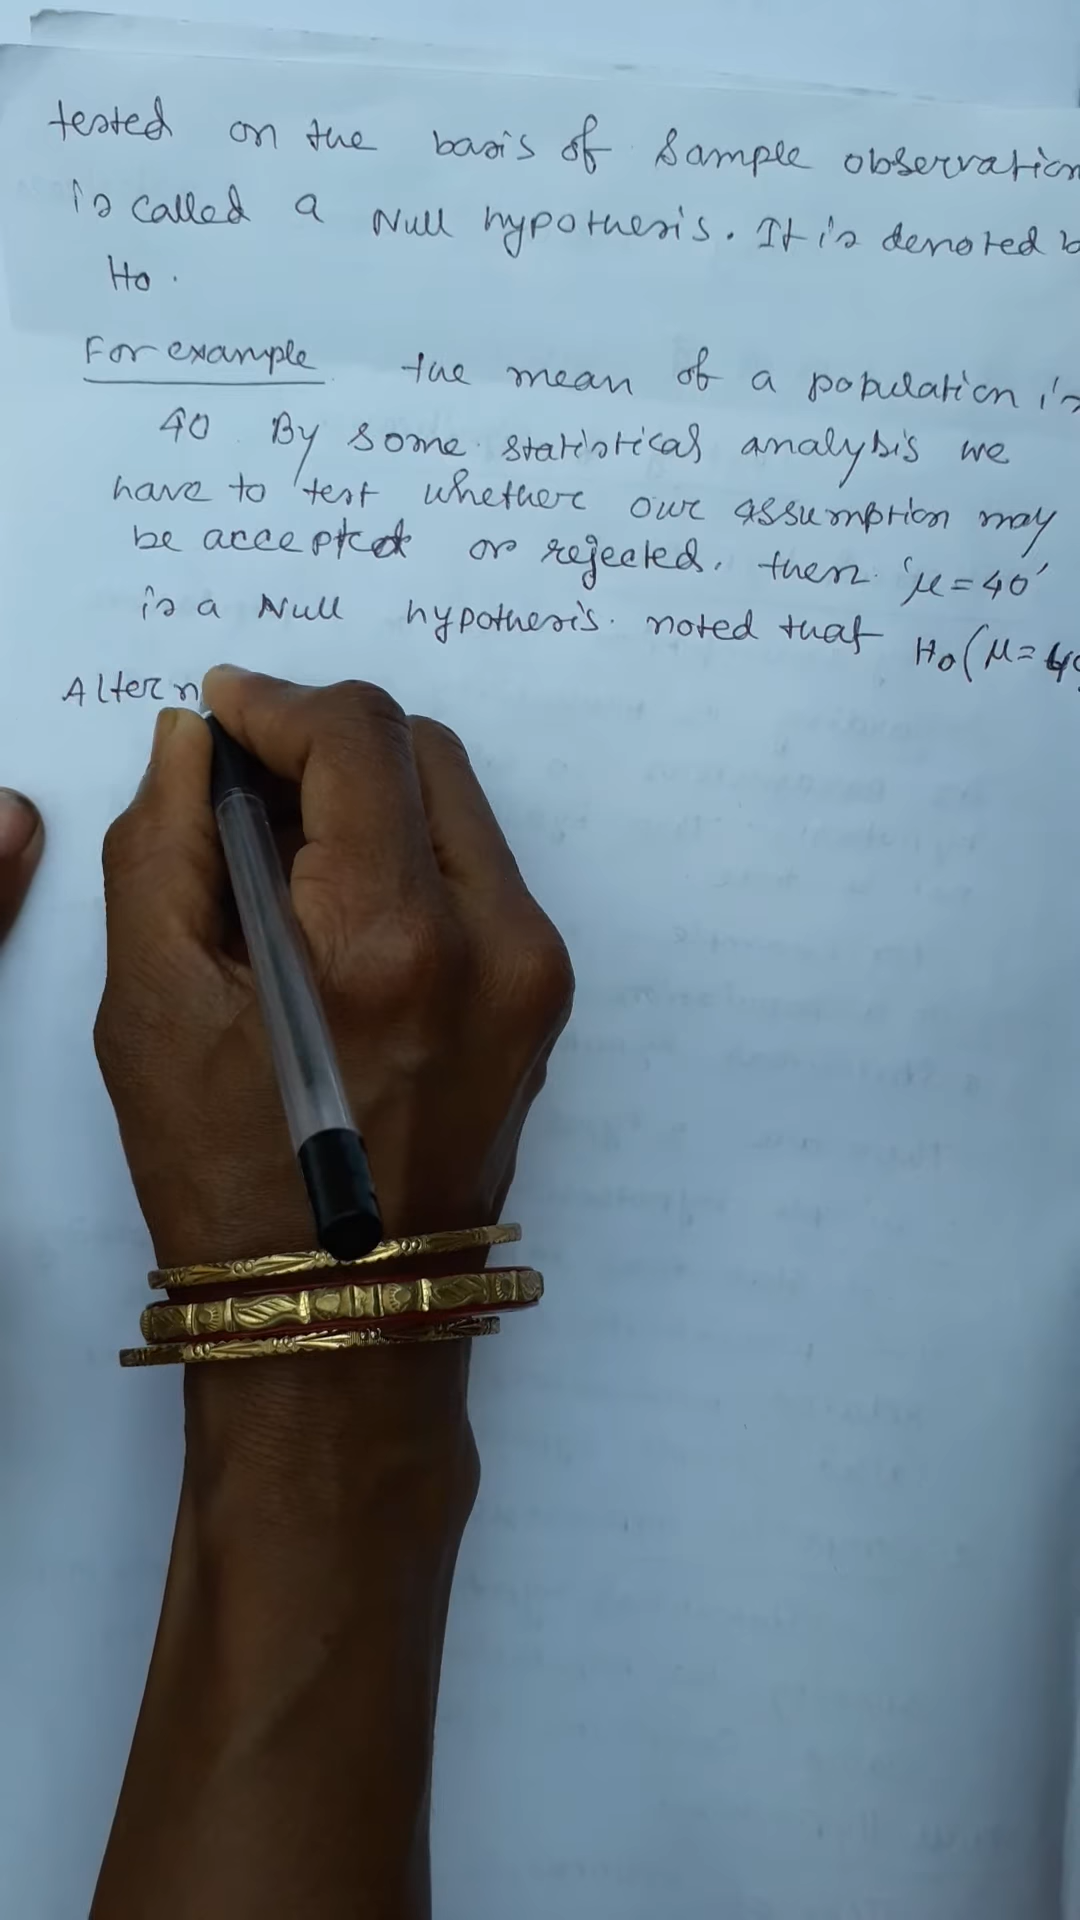 tested on the basis of sample observation
is called a Null hypothesis. It is denoted b
Ho.
For example the mean of a population is
40 By some statistical analysis we
have to test whether our assumption may
be accepted or rejected. then 'μ=40'
is a Null hypothesis. noted that Ho(μ=40
Altern